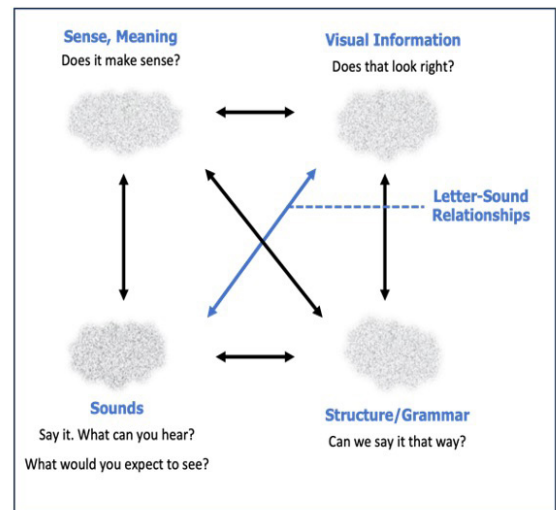 Sense, Meaning
Does it make sense?
Visual Information
Does that look right?
Letter-Sound
Relationships
Sounds
Say it. What can you hear?
What would you expect to see?
Structure/Grammar
Can we say it that way?